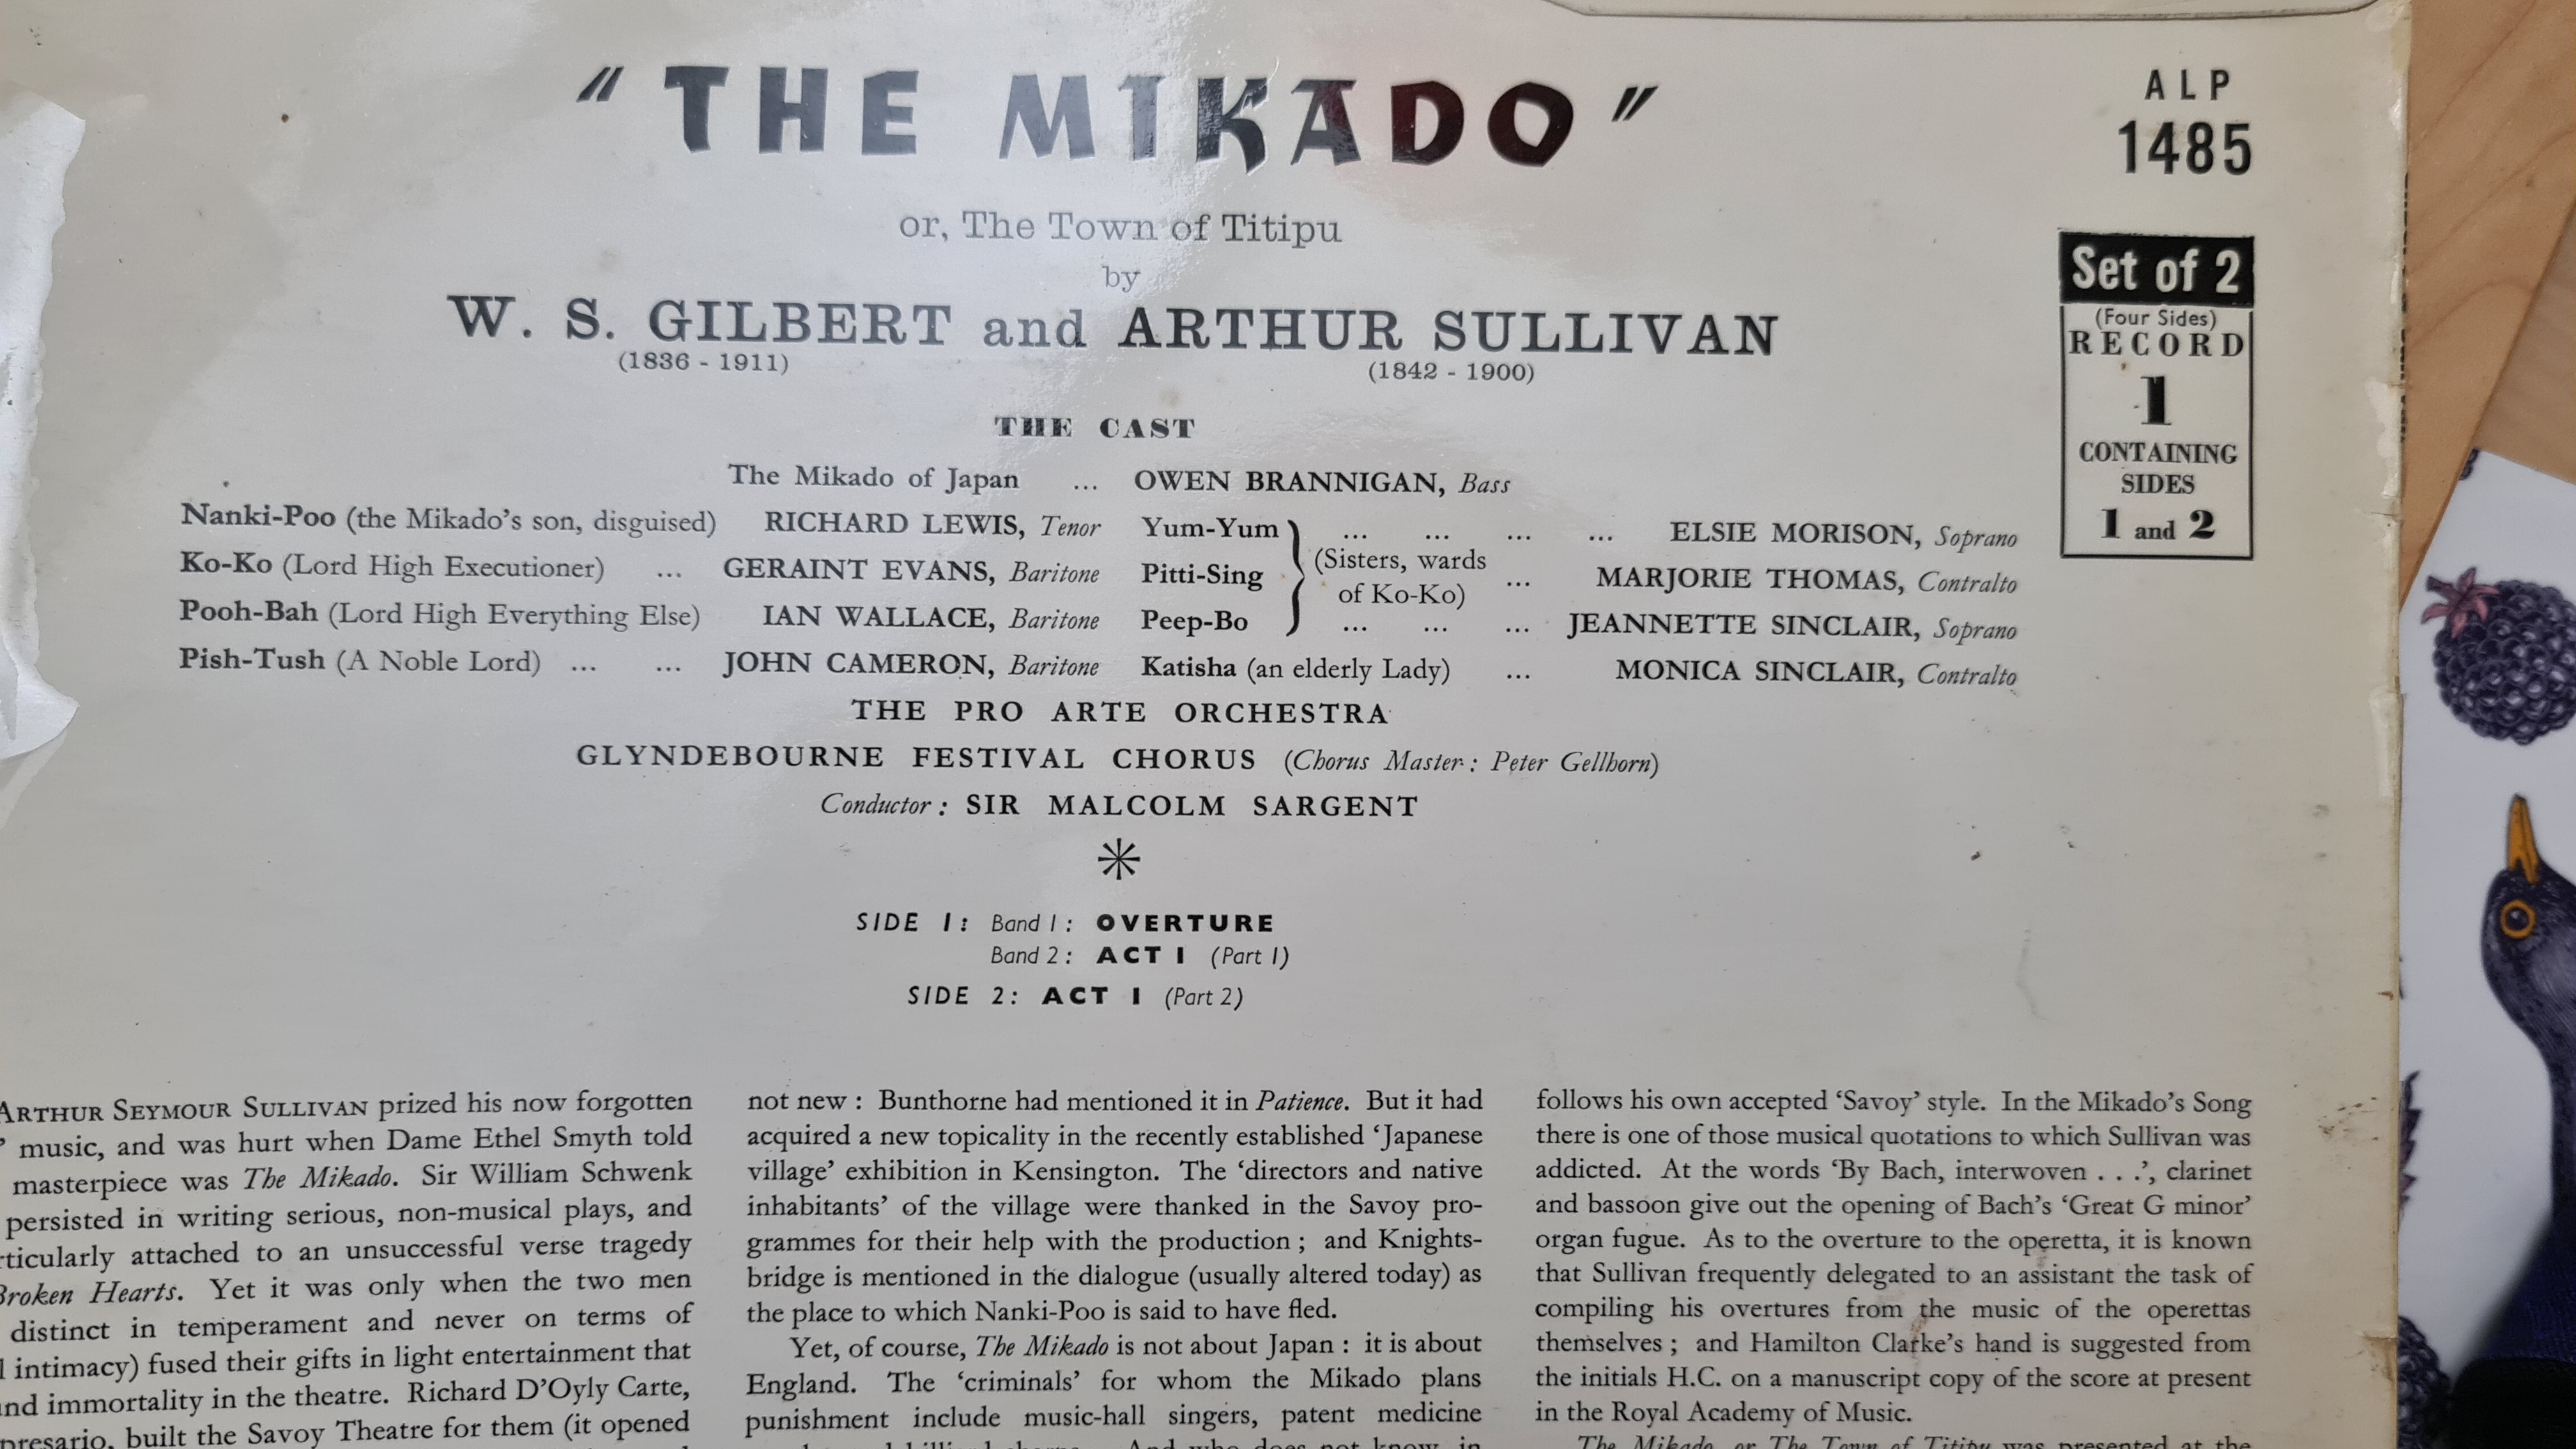 "THE MIKADO"
or, The Town of Titipu
by
W. S. GILBERT and ARTHUR SULLIVAN
(1836 - 1911) (1842 - 1900)
ALP
1485
Set of 2
(Four Sides)
RECORD
1
CONTAINING
SIDES
1 and 2
THE CAST
The Mikado of Japan ... OWEN BRANNIGAN, Bass
Nanki-Poo (the Mikado's son, disguised) RICHARD LEWIS, Tenor
Ko-Ko (Lord High Executioner) ... GERAINT EVANS, Baritone
Pooh-Bah (Lord High Everything Else) IAN WALLACE, Baritone
Pish-Tush (A Noble Lord) ... ... JOHN CAMERON, Baritone
Yum-Yum ... ... ... ... ELSIE MORISON, Soprano
(Sisters, wards
Pitti-Sing ... MARJORIE THOMAS, Contralto
of Ko-Ko)
Peep-Bo ... ... ... JEANNETTE SINCLAIR, Soprano
Katisha (an elderly Lady) ... MONICA SINCLAIR, Contralto
THE PRO ARTE ORCHESTRA
GLYNDEBOURNE FESTIVAL CHORUS (Chorus Master: Peter Gellhorn)
Conductor: SIR MALCOLM SARGENT
SIDE 1: Band 1: OVERTURE
Band 2: ACT I (Part 1)
SIDE 2: ACT I (Part 2)
ARTHUR SEYMOUR SULLIVAN prized his now forgotten
' music, and was hurt when Dame Ethel Smyth told
masterpiece was The Mikado. Sir William Schwenk
persisted in writing serious, non-musical plays, and
attached to an unsuccessful verse tragedy
Broken Hearts. Yet it was only when the two men
distinct in temperament and never on terms of
intimacy) fused their gifts in light entertainment that
immortality in the theatre. Richard D'Oyly Carte,
built the Savoy Theatre for them (it opened
not new : Bunthorne had mentioned it in Patience. But it had
acquired a new topicality in the recently established 'Japanese
village' exhibition in Kensington. The 'directors and native
inhabitants' of the village were thanked in the Savoy pro-
grammes for their help with the production ; and Knights-
bridge is mentioned in the dialogue (usually altered today) as
the place to which Nanki-Poo is said to have fled.
Yet, of course, The Mikado is not about Japan : it is about
England. The 'criminals' for whom the Mikado plans
punishment include music-hall singers, patent medicine
follows his own accepted 'Savoy' style. In the Mikado's Song
there is one of those musical quotations to which Sullivan was
addicted. At the words 'By Bach, interwoven . . .', clarinet
and bassoon give out the opening of Bach's 'Great G minor'
organ fugue. As to the overture to the operetta, it is known
that Sullivan frequently delegated to an assistant the task of
compiling his overtures from the music of the operettas
themselves ; and Hamilton Clarke's hand is suggested from
the initials H.C. on a manuscript copy of the score at present
in the Royal Academy of Music.
The Mikado, or The Town of Titipu was presented at the